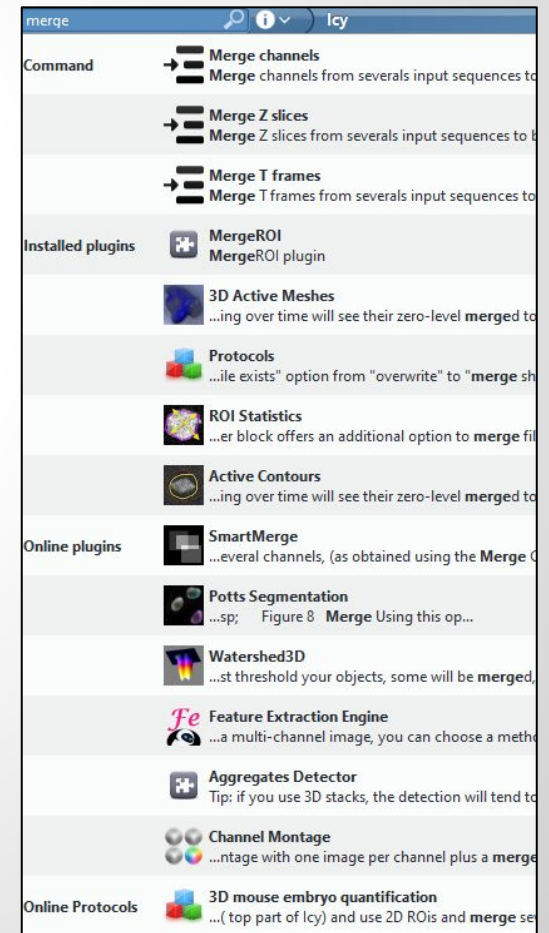 merge
Icy
Command
Merge channels
Merge channels from severals input sequences to
Merge Z slices
Merge Z slices from severals input sequences to b
Merge T frames
Merge T frames from severals input sequences to
Installed plugins
MergeROI
MergeROI plugin
3D Active Meshes
...ing over time will see their zero-level merged to
Protocols
...ile exists" option from "overwrite" to "merge sh
ROI Statistics
...er block offers an additional option to merge fil
Active Contours
...ing over time will see their zero-level merged to
Online plugins
SmartMerge
...everal channels, (as obtained using the Merge C
Potts Segmentation
...sp; Figure 8 Merge Using this op...
Watershed3D
...st threshold your objects, some will be merged,
Fe
Feature Extraction Engine
...a multi-channel image, you can choose a metho
Aggregates Detector
Tip: if you use 3D stacks, the detection will tend to
Channel Montage
...ntage with one image per channel plus a merge
Online Protocols
3D mouse embryo quantification
...( top part of Icy) and use 2D ROIs and merge se